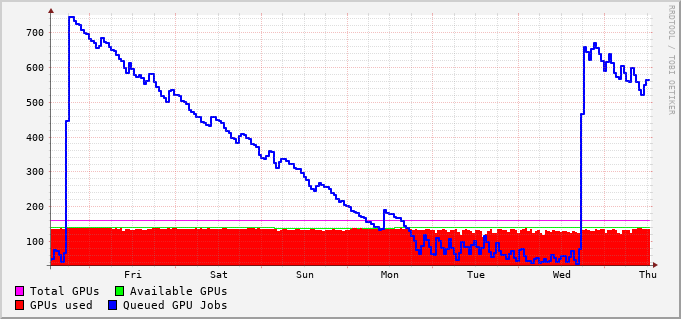 700
600
500
400
300
200
100
Fri Sat Sun Mon Tue Wed Thu
Total GPUs Available GPUs
GPUs used Queued GPU Jobs
RRDTOOL / TOBI OETIKER